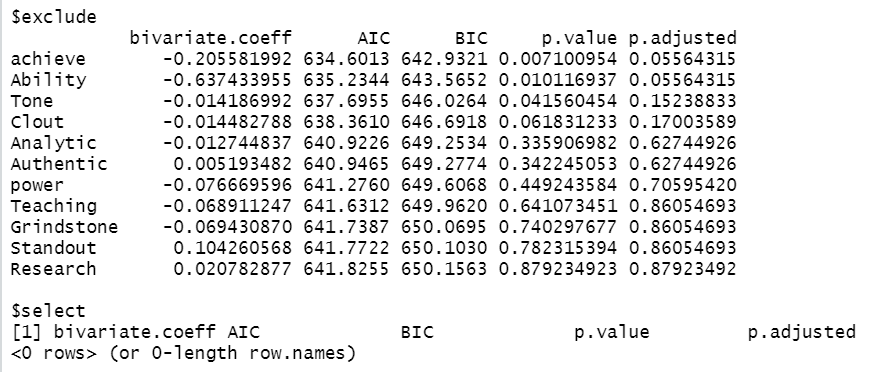 $exclude
bivariate.coeff AIC BIC p.value p.adjusted
achieve -0.205581992 634.6013 642.9321 0.007100954 0.05564315
Ability -0.637433955 635.2344 643.5652 0.010116937 0.05564315
Tone -0.014186992 637.6955 646.0264 0.041560454 0.15238833
Clout -0.014482788 638.3610 646.6918 0.061831233 0.17003589
Analytic -0.012744837 640.9226 649.2534 0.335906982 0.62744926
Authentic 0.005193482 640.9465 649.2774 0.342245053 0.62744926
power -0.076669596 641.2760 649.6068 0.449243584 0.70595420
Teaching -0.068911247 641.6312 649.9620 0.641073451 0.86054693
Grindstone -0.069430870 641.7387 650.0695 0.740297677 0.86054693
Standout 0.104260568 641.7722 650.1030 0.782315394 0.86054693
Research 0.020782877 641.8255 650.1563 0.879234923 0.87923492
$select
[1] bivariate.coeff AIC BIC p.value p.adjusted
<0 rows> (or 0-length row.names)